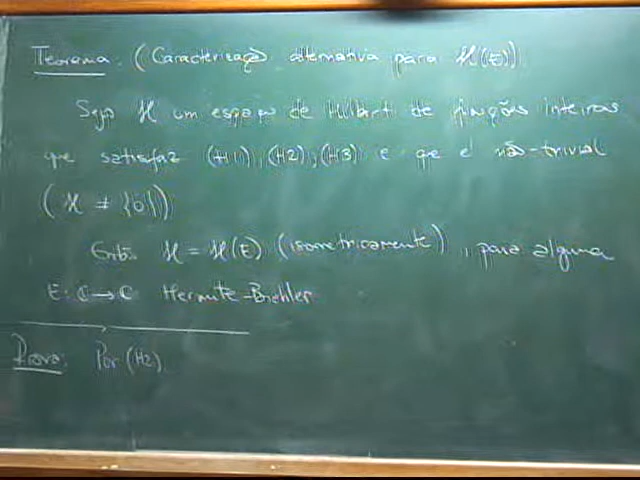 Teorema. (Caracterização alternativa para H(E))
Seja H um espaço de Hilbert de funções inteiras
que satisfaz (H1), (H2), (H3) e que é não-trivial
(H ≠ {0})
Então H = H(E) (isometricamente), para alguma
E: ℂ → ℂ Hermite-Biehler.
Prova: Por (H2)